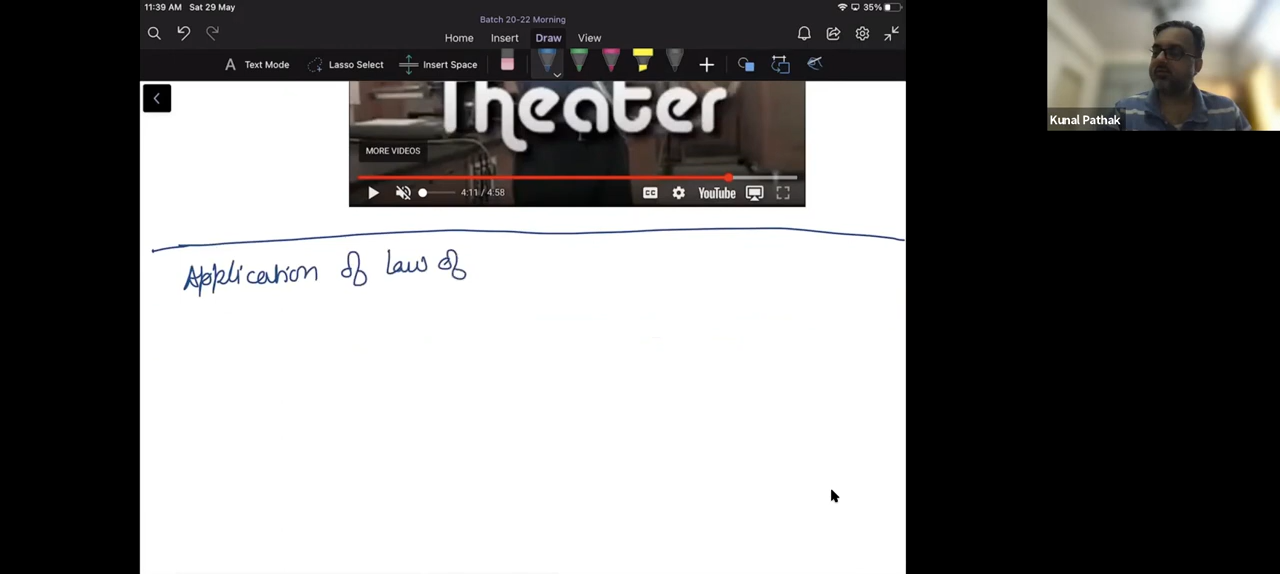 11:39 AM Sat 29 May
35%
Batch 20-22 Morning
Home Insert Draw View
A Text Mode Lasso Select Insert Space
Theater
MORE VIDEOS
4:11 / 4:58 CC YouTube
Application of law of
Kunal Pathak